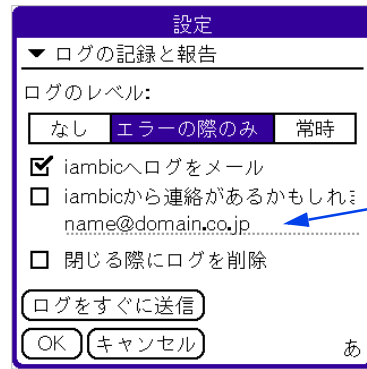 設定
▼ ログの記録と報告
ログのレベル:
なし エラーの際のみ 常時
iambicへログをメール
iambicから連絡があるかもしれま
name@domain.co.jp
閉じる際にログを削除
ログをすぐに送信
OK キャンセル あ